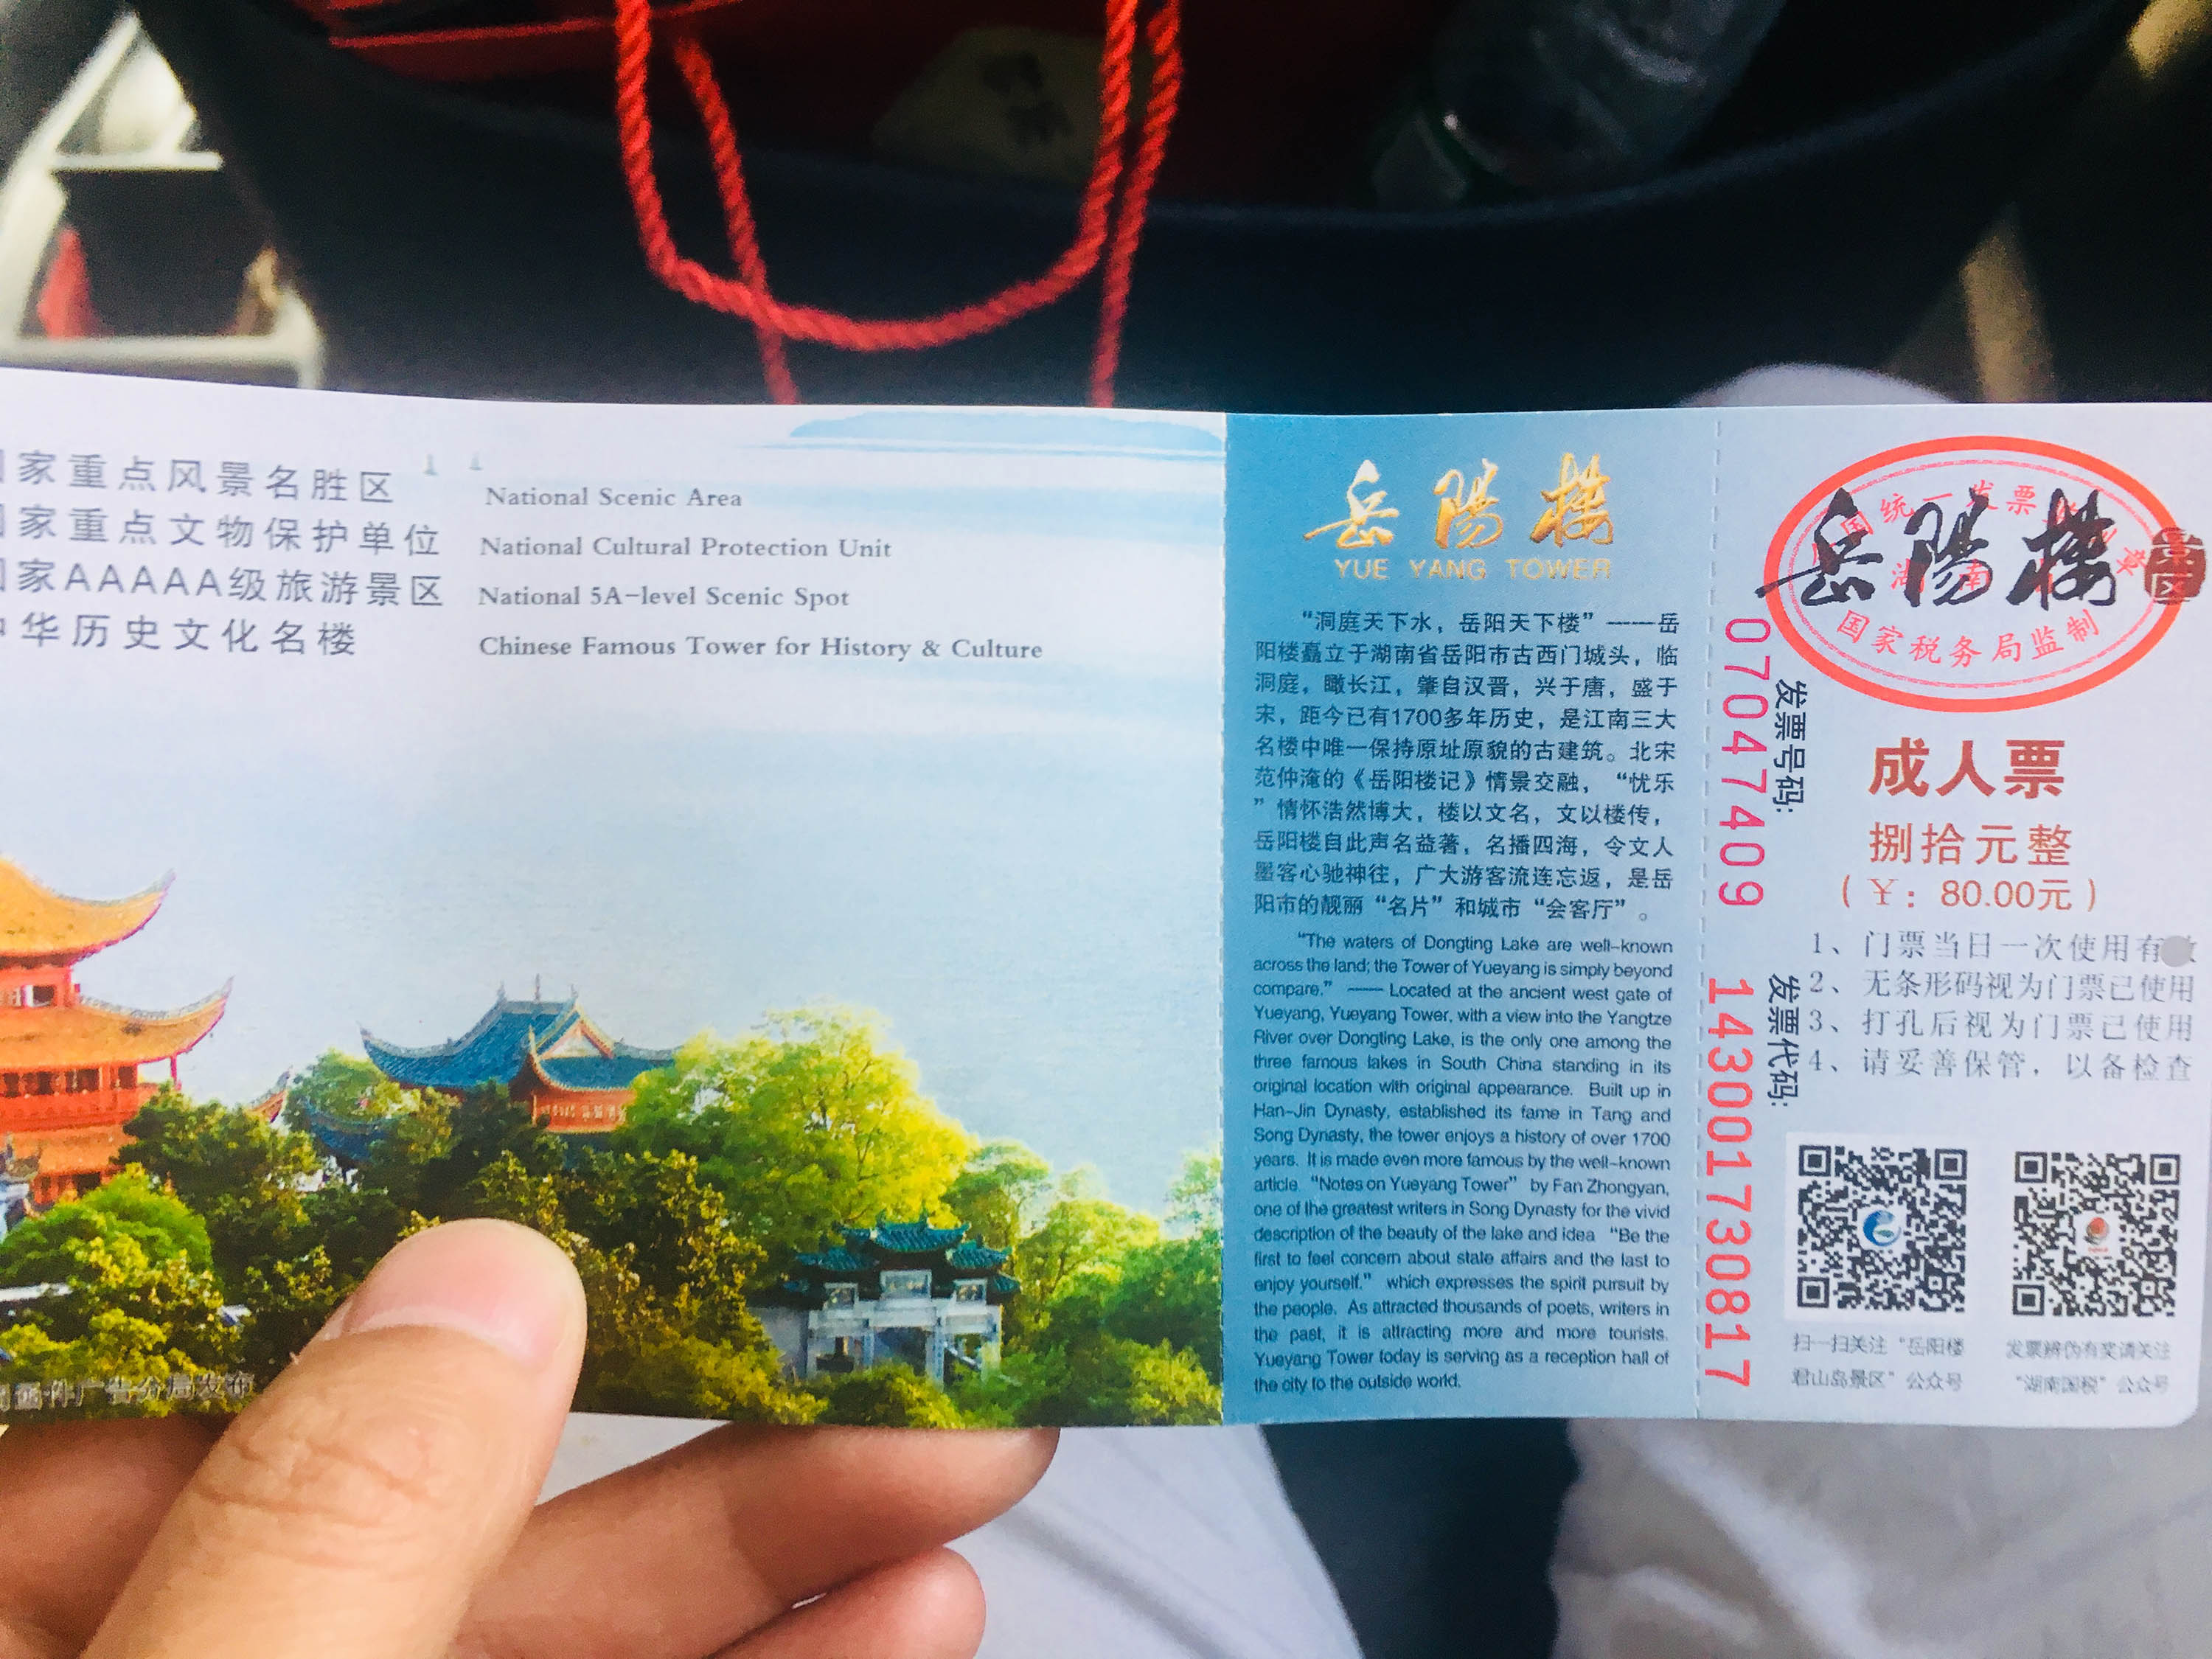 家重点风景名胜区
家重点文物保护单位
家AAAAA级旅游景区
华历史文化名楼
National Scenic Area
National Cultural Protection Unit
National 5A-level Scenic Spot
Chinese Famous Tower for History & Culture
广告分局发布
岳陽楼
YUE YANG TOWER
“洞庭天下水，岳阳天下楼” ——岳
阳楼矗立于湖南省岳阳市古西门城头，临
洞庭，瞰长江，肇自汉晋，兴于唐，盛于
宋，距今已有1700多年历史，是江南三大
名楼中唯一保持原址原貌的古建筑。北宋
范仲淹的《岳阳楼记》情景交融，“忧乐
”情怀浩然博大，楼以文名，文以楼传，
岳阳楼自此声名益著，名播四海，令文人
墨客心驰神往，广大游客流连忘返，是岳
阳市的靓丽“名片”和城市“会客厅”。
“The waters of Dongting Lake are well-known
across the land; the Tower of Yueyang is simply beyond
compare.” —— Located at the ancient west gate of
Yueyang, Yueyang Tower, with a view into the Yangtze
River over Dongting Lake, is the only one among the
three famous lakes in South China standing in its
original location with original appearance. Built up in
Han-Jin Dynasty, established its fame in Tang and
Song Dynasty, the tower enjoys a history of over 1700
years. It is made even more famous by the well-known
article “Notes on Yueyang Tower” by Fan Zhongyan,
one of the greatest writers in Song Dynasty for the vivid
description of the beauty of the lake and idea “Be the
first to feel concern about state affairs and the last to
enjoy yourself.” which expresses the spirit pursuit by
the people. As attracted thousands of poets, writers in
the past, it is attracting more and more tourists.
Yueyang Tower today is serving as a reception hall of
the city to the outside world.
发票号码:
07047409
发票代码:
143001730817
国统一发票
湖南
国家税务局监制
岳陽楼
景区
成人票
捌拾元整
(￥: 80.00元)
1、门票当日一次使用有
2、无条形码视为门票已使用
3、打孔后视为门票已使用
4、请妥善保管，以备检查
扫一扫关注“岳阳楼
君山岛景区”公众号
发票辨伪有奖请关注
“湖南国税”公众号